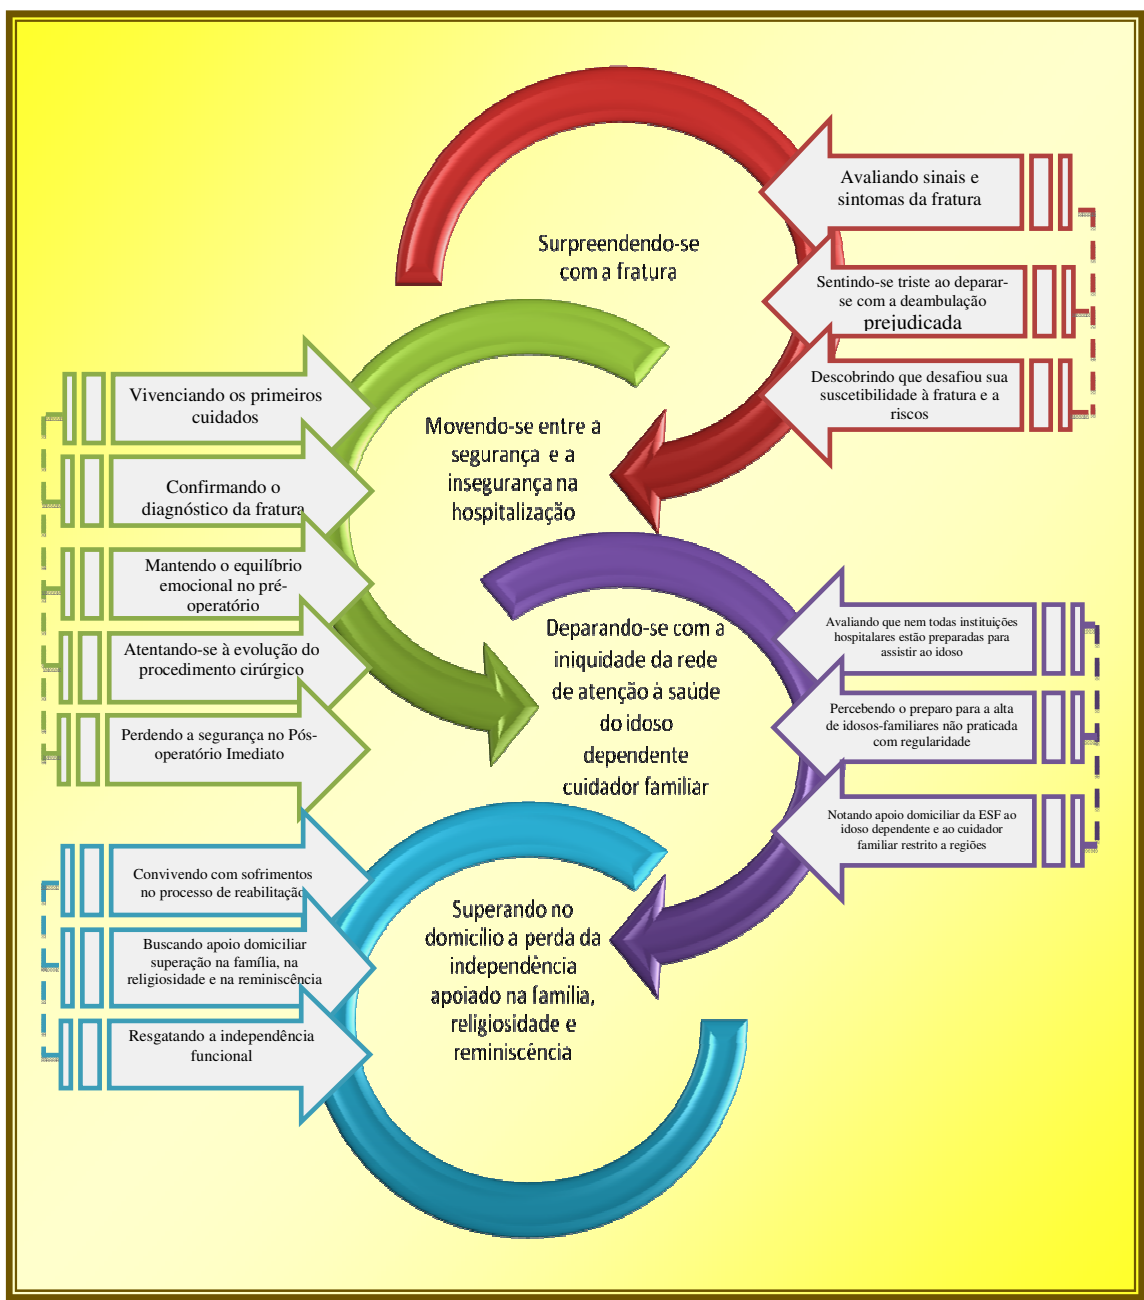 Surpreendendo-se
com a fratura
Avaliando sinais e
sintomas da fratura
Sentindo-se triste ao deparar-
se com a deambulação
prejudicada
Descobrindo que desafiou sua
suscetibilidade à fratura e a
riscos
Movendo-se entre a
segurança e a
insegurança na
hospitalização
Vivenciando os primeiros
cuidados
Confirmando o
diagnóstico da fratura
Mantendo o equilíbrio
emocional no pré-
operatório
Atentando-se à evolução do
procedimento cirúrgico
Perdendo a segurança no Pós-
operatório Imediato
Deparando-se com a
iniquidade da rede
de atenção à saúde
do idoso
dependente
cuidador familiar
Avaliando que nem todas instituições
hospitalares estão preparadas para
assistir ao idoso
Percebendo o preparo para a alta
de idosos-familiares não praticada
com regularidade
Notando apoio domiciliar da ESF ao
idoso dependente e ao cuidador
familiar restrito a regiões
Superando no
domicílio a perda da
independência
apoiado na família,
religiosidade e
reminiscência
Convivendo com sofrimentos
no processo de reabilitação
Buscando apoio domiciliar
superação na família, na
religiosidade e na reminiscência
Resgatando a independência
funcional